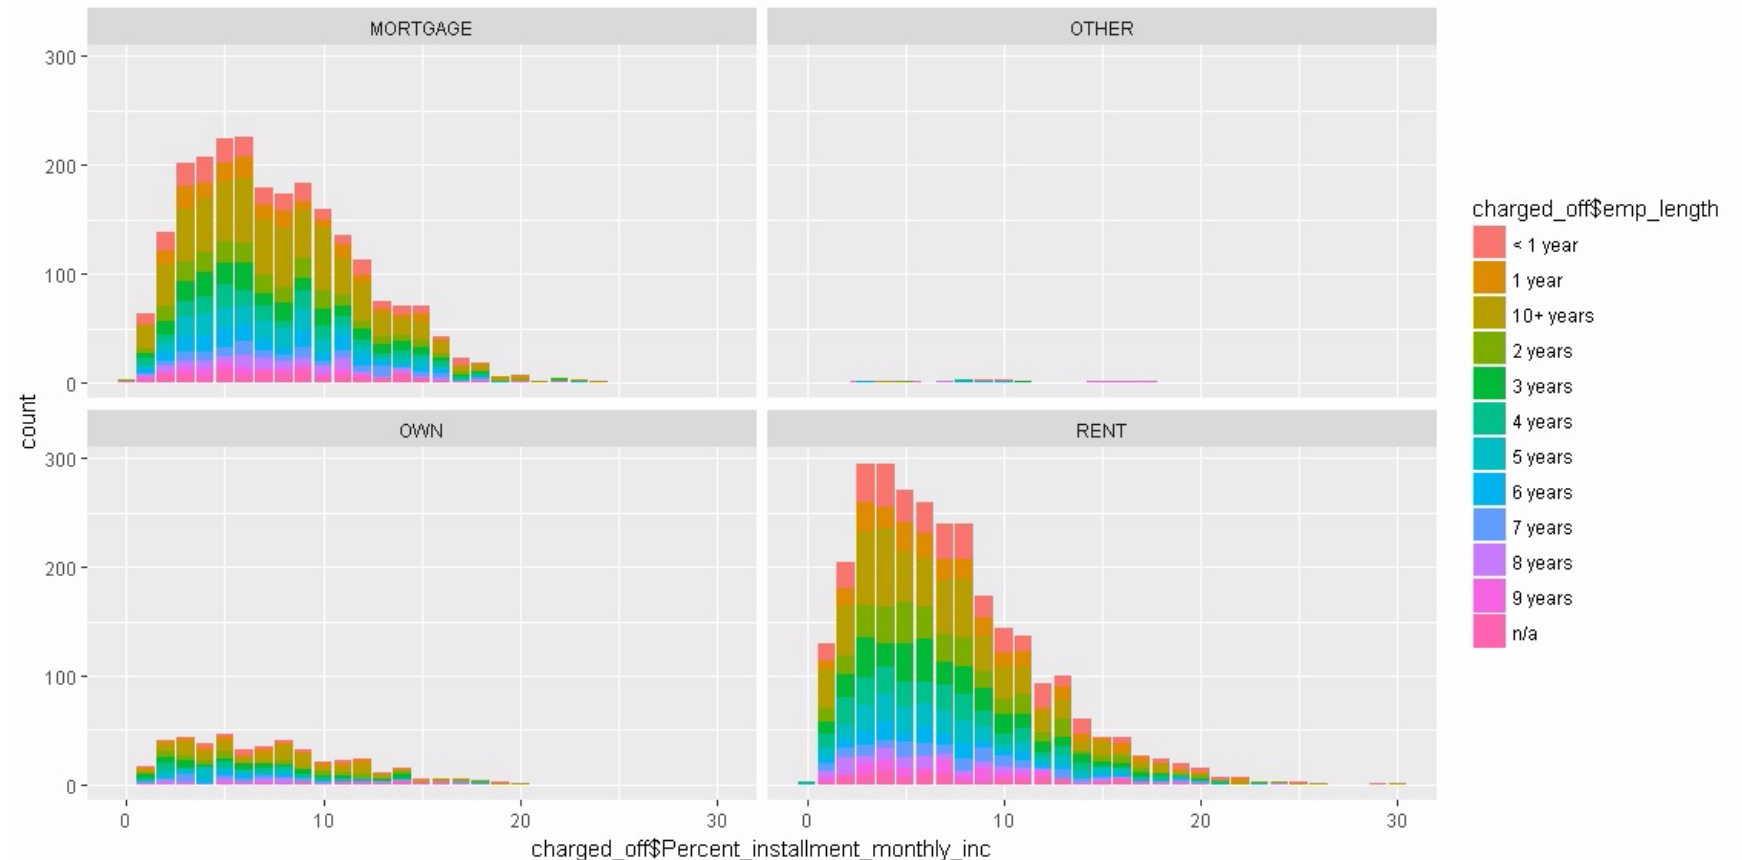 MORTGAGE
OTHER
300
200
100
0
OWN
RENT
300
200
100
0
0
10
20
30
0
10
20
30
count
charged_off$Percent_installment_monthly_inc
charged_off$emp_length
< 1 year
1 year
10+ years
2 years
3 years
4 years
5 years
6 years
7 years
8 years
9 years
n/a